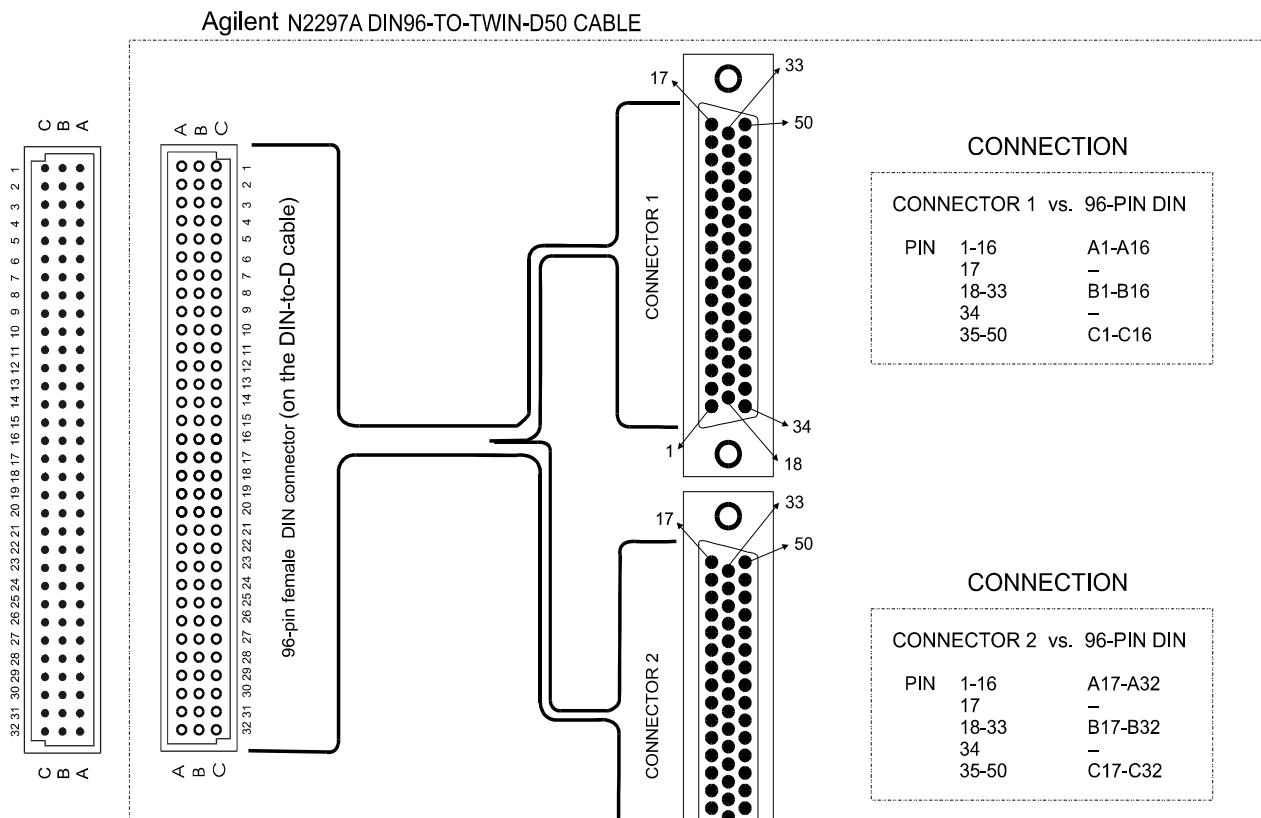 Agilent N2297A DIN96-TO-TWIN-D50 CABLE
C B A
1 2 3 4 5 6 7 8 9 10 11 12 13 14 15 16 17 18 19 20 21 22 23 24 25 26 27 28 29 30 31 32
C B A
A B C
1 2 3 4 5 6 7 8 9 10 11 12 13 14 15 16 17 18 19 20 21 22 23 24 25 26 27 28 29 30 31 32
A B C
96-pin female DIN connector (on the DIN-to-D cable)
CONNECTOR 1
17
33
50
1
18
34
CONNECTION
CONNECTOR 1 vs. 96-PIN DIN
PIN 1-16 A1-A16
17 –
18-33 B1-B16
34 –
35-50 C1-C16
CONNECTOR 2
17
33
50
CONNECTION
CONNECTOR 2 vs. 96-PIN DIN
PIN 1-16 A17-A32
17 –
18-33 B17-B32
34 –
35-50 C17-C32